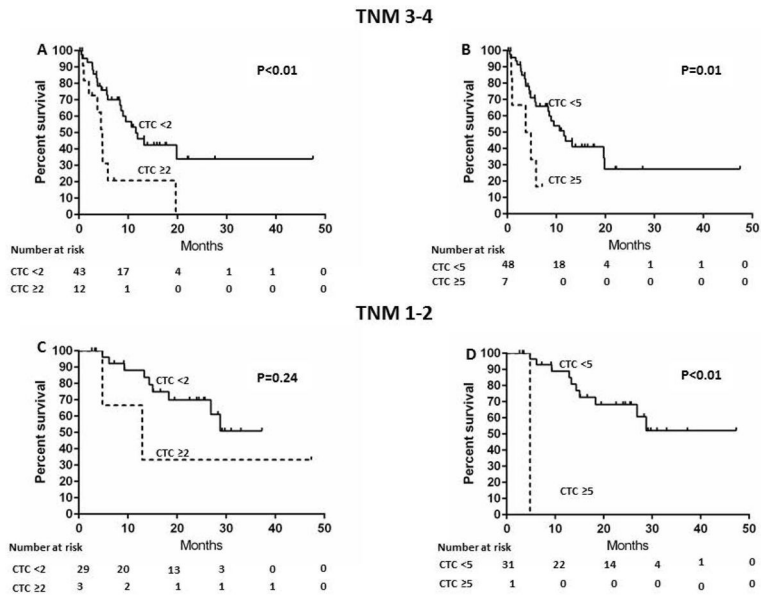 TNM 3-4
A
P<0.01
100
90
80
70
60
50
40
30
20
10
0
Percent survival
CTC <2
CTC ≥2
0 10 20 30 40 50
Months
Number at risk
CTC <2 43 17 4 1 1 0
CTC ≥2 12 1 0 0 0 0
B
P=0.01
100
90
80
70
60
50
40
30
20
10
0
Percent survival
CTC <5
CTC ≥5
0 10 20 30 40 50
Months
Number at risk
CTC <5 48 18 4 1 1 0
CTC ≥5 7 0 0 0 0 0
TNM 1-2
C
P=0.24
100
90
80
70
60
50
40
30
20
10
0
Percent survival
CTC <2
CTC ≥2
0 10 20 30 40 50
Months
Number at risk
CTC <2 29 20 13 3 0 0
CTC ≥2 3 2 1 1 1 0
D
P<0.01
100
90
80
70
60
50
40
30
20
10
0
Percent survival
CTC <5
CTC ≥5
0 10 20 30 40 50
Months
Number at risk
CTC <5 31 22 14 4 1 0
CTC ≥5 1 0 0 0 0 0